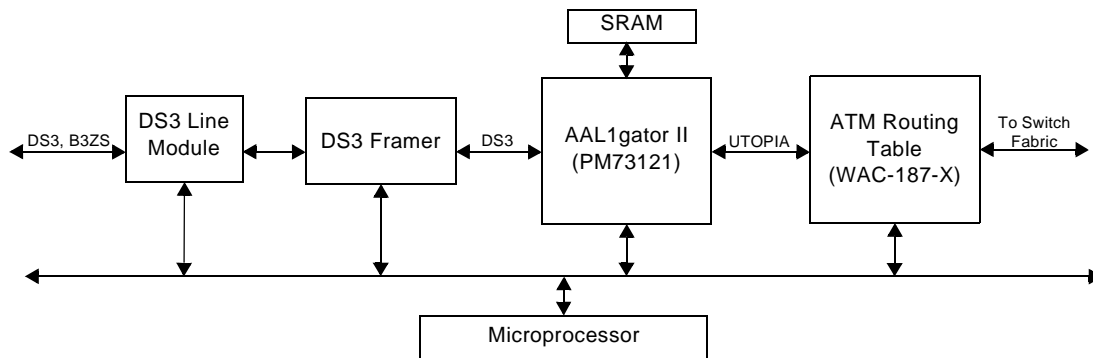 SRAM
DS3, B3ZS
DS3 Line
Module
DS3 Framer
DS3
AAL1gator II
(PM73121)
UTOPIA
ATM Routing
Table
(WAC-187-X)
To Switch
Fabric
Microprocessor